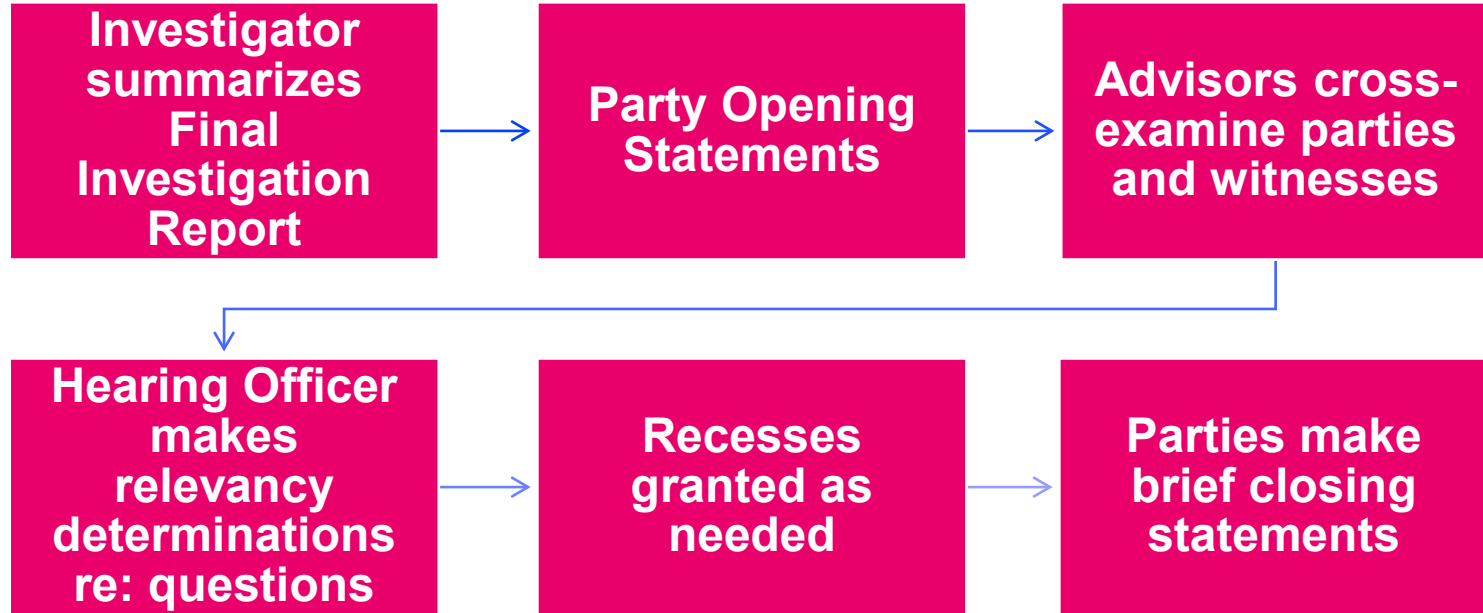 Investigator
summarizes
Final
Investigation
Report
Party Opening
Statements
Advisors cross-
examine parties
and witnesses
Hearing Officer
makes
relevancy
determinations
re: questions
Recesses
granted as
needed
Parties make
brief closing
statements